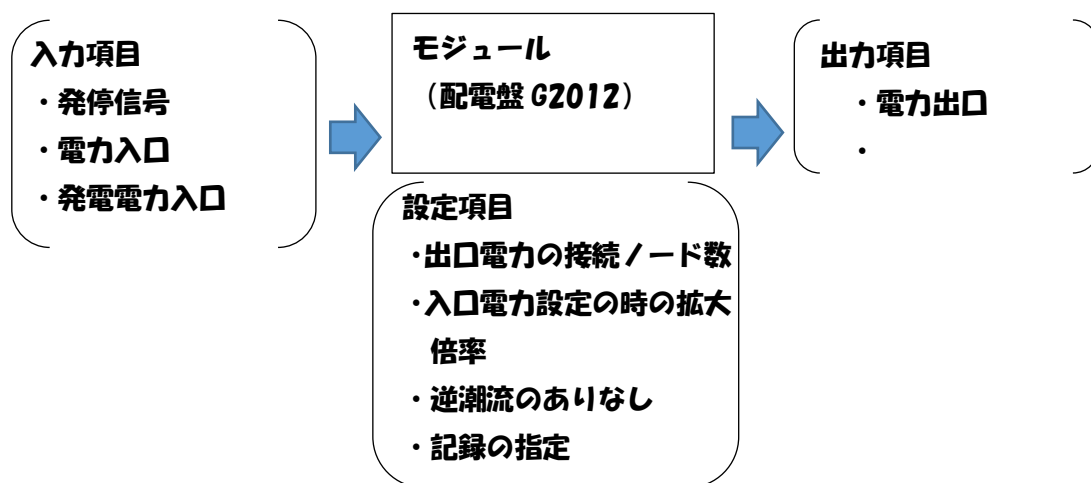 入力項目
・発停信号
・電力入口
・発電電力入口
モジュール
（配電盤 G2012）
設定項目
・出口電力の接続ノード数
・入口電力設定の時の拡大
倍率
・逆潮流のありなし
・記録の指定
出力項目
・電力出口
・